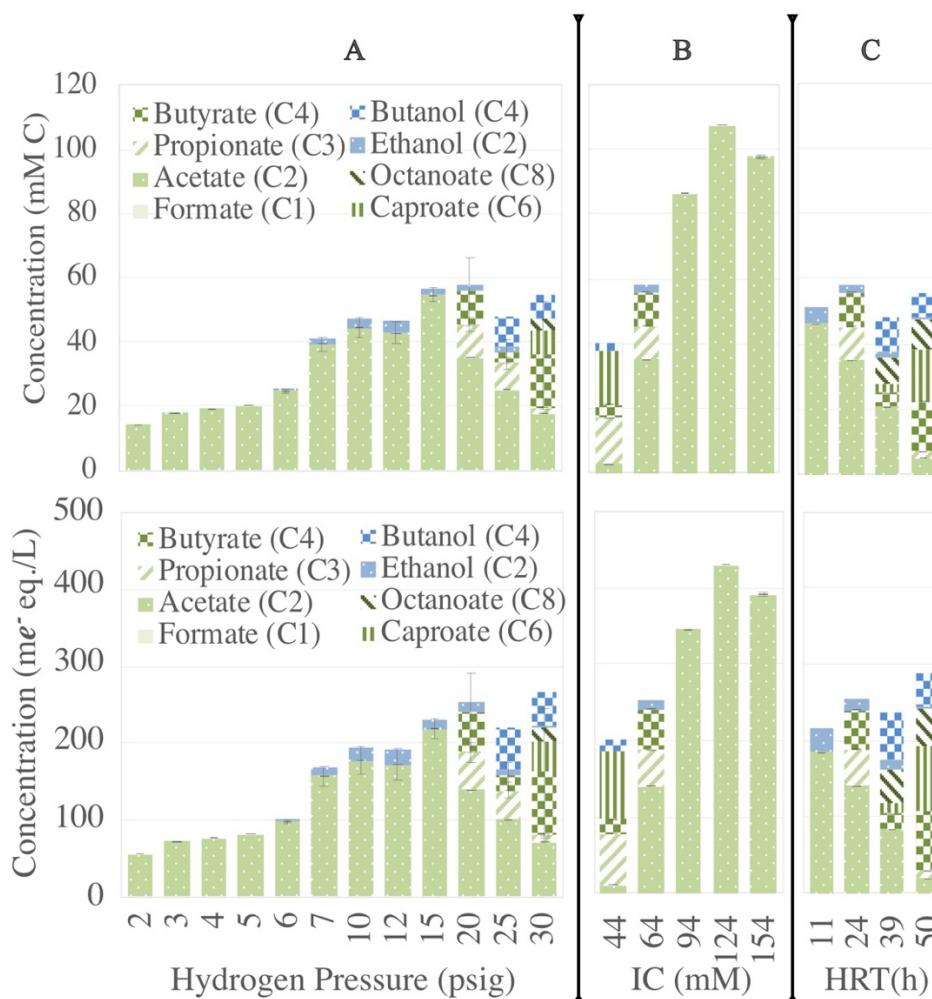 A B C
120
100
80
60
40
20
0
Concentration (mM C)
Butyrate (C4) Butanol (C4)
Propionate (C3) Ethanol (C2)
Acetate (C2) Octanoate (C8)
Formate (C1) Caproate (C6)
500
400
300
200
100
0
Concentration (me⁻ eq./L)
Butyrate (C4) Butanol (C4)
Propionate (C3) Ethanol (C2)
Acetate (C2) Octanoate (C8)
Formate (C1) Caproate (C6)
2 3 4 5 6 7 10 12 15 20 25 30 44 64 94 124 154 11 24 39 50
Hydrogen Pressure (psig) IC (mM) HRT(h)